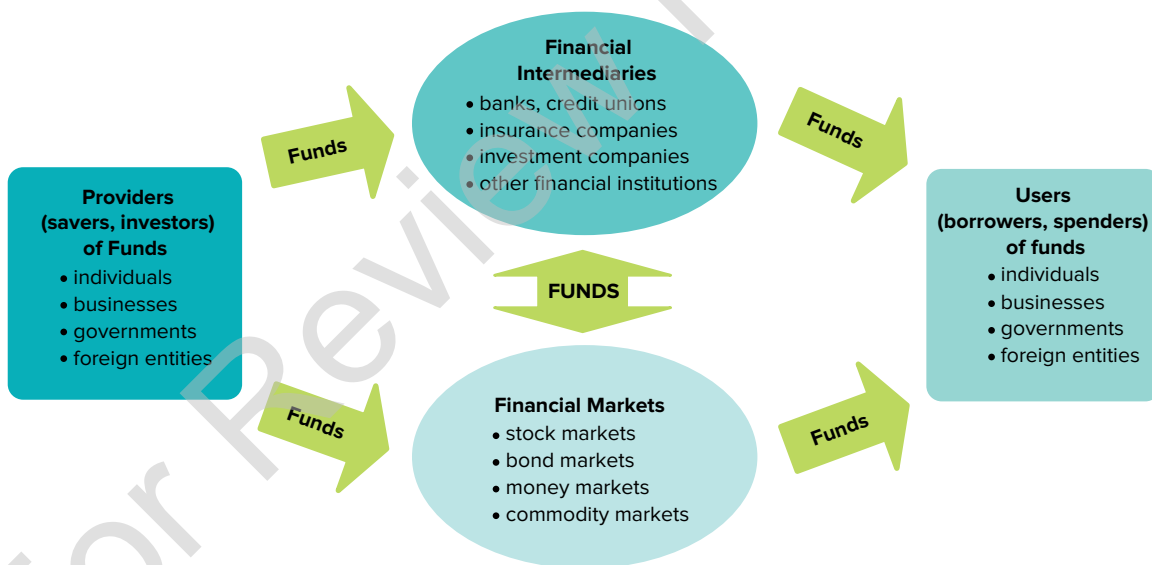 Financial
Intermediaries
• banks, credit unions
• insurance companies
• investment companies
• other financial institutions
Funds
Funds
Providers
(savers, investors)
of Funds
• individuals
• businesses
• governments
• foreign entities
Users
(borrowers, spenders)
of funds
• individuals
• businesses
• governments
• foreign entities
FUNDS
Funds
Funds
Financial Markets
• stock markets
• bond markets
• money markets
• commodity markets
for Review